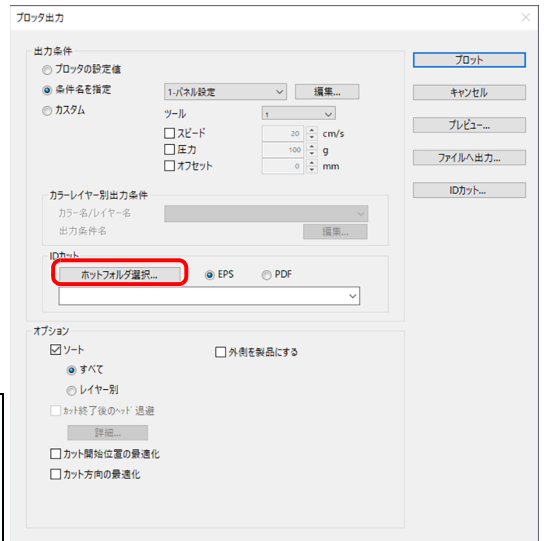 プロッタ出力
出力条件
プロッタの設定値
条件名を指定
1-パネル設定
編集...
カスタム
ツール
1
スピード
20
cm/s
圧力
100
g
オフセット
0
mm
カラーレイヤー別出力条件
カラー名/レイヤー名
出力条件名
編集...
IDカット
ホットフォルダ選択...
EPS
PDF
オプション
ソート
外側を製品にする
すべて
レイヤー別
カット終了後のヘッド退避
詳細...
カット開始位置の最適化
カット方向の最適化
プロット
キャンセル
プレビュー...
ファイルへ出力...
IDカット...